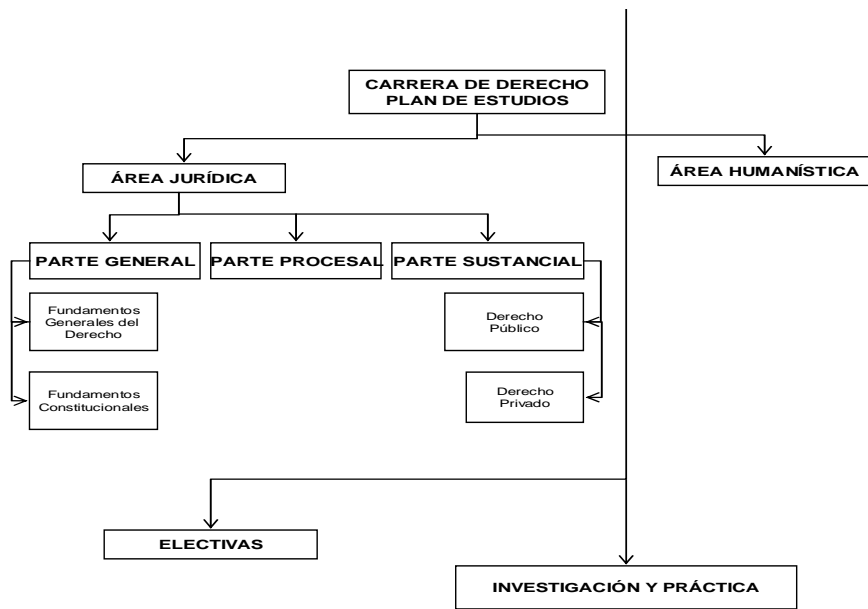 CARRERA DE DERECHO
PLAN DE ESTUDIOS
ÁREA JURÍDICA
ÁREA HUMANÍSTICA
PARTE GENERAL
PARTE PROCESAL
PARTE SUSTANCIAL
Fundamentos
Generales del
Derecho
Derecho
Público
Fundamentos
Constitucionales
Derecho
Privado
ELECTIVAS
INVESTIGACIÓN Y PRÁCTICA